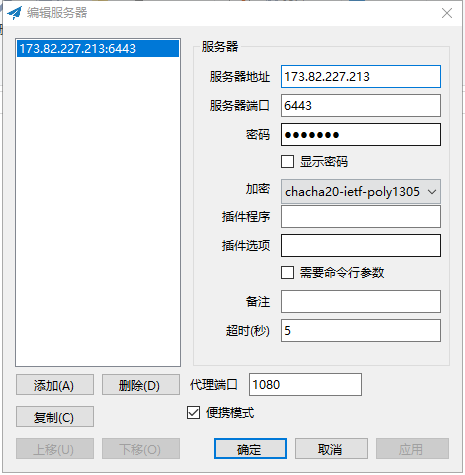 编辑服务器
173.82.227.213:6443
服务器
服务器地址 173.82.227.213
服务器端口 6443
密码 ●●●●●●●
显示密码
加密 chacha20-ietf-poly1305
插件程序
插件选项
需要命令行参数
备注
超时(秒) 5
添加(A) 删除(D) 代理端口 1080
复制(C) 便携模式
上移(U) 下移(O) 确定 取消 应用